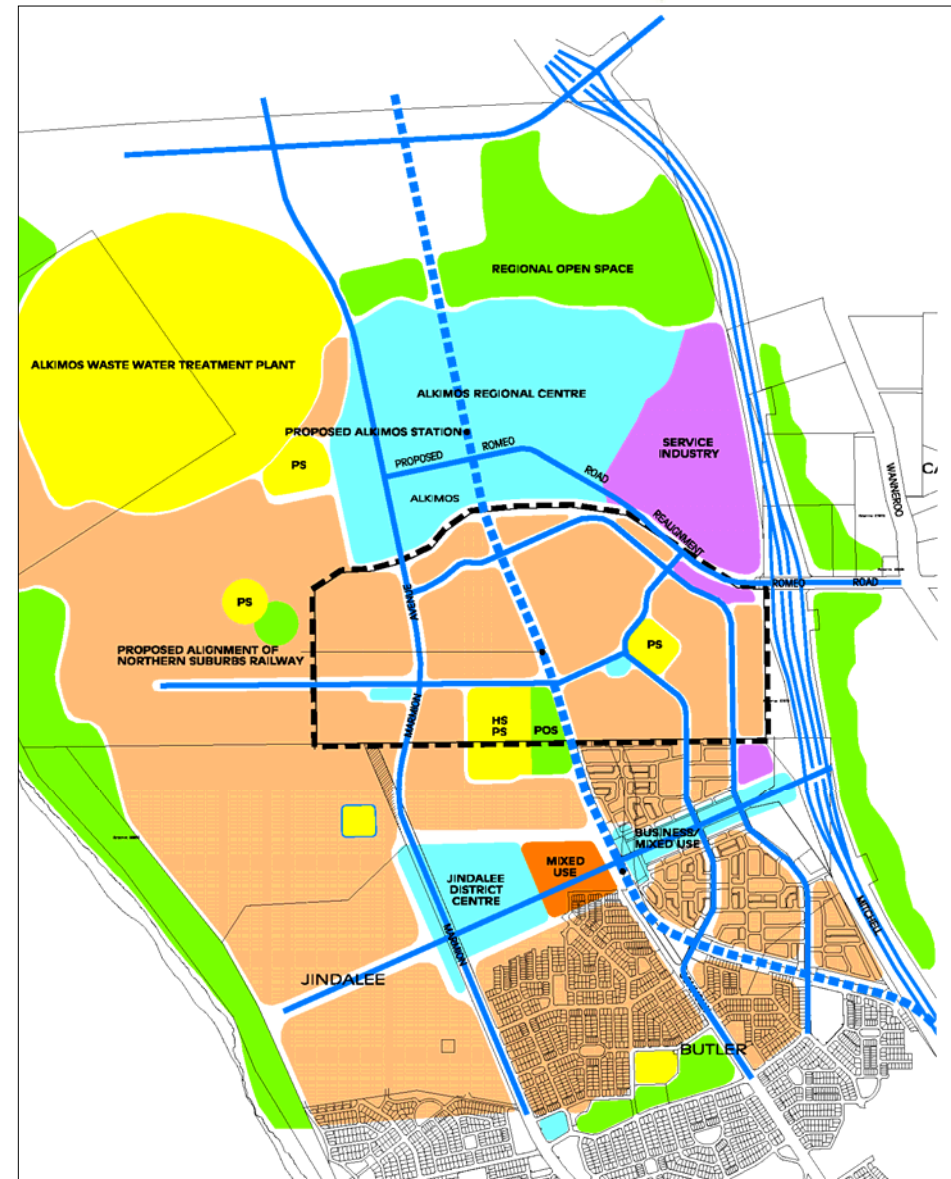 REGIONAL OPEN SPACE
ALKIMOS WASTE WATER TREATMENT PLANT
ALKIMOS REGIONAL CENTRE
PROPOSED ALKIMOS STATION
PROPOSED
ROMEO
ROAD
REALIGNMENT
SERVICE
INDUSTRY
CA
WANNEROO
PS
ALKIMOS
ROMEO
ROAD
PS
AVENUE
PROPOSED ALIGNMENT OF
NORTHERN SUBURBS RAILWAY
PS
MARMION
HS
PS
POS
BUSINESS/
MIXED USE
MIXED
USE
JINDALEE
DISTRICT
CENTRE
MARMION
MITCHELL
JINDALEE
BUTLER